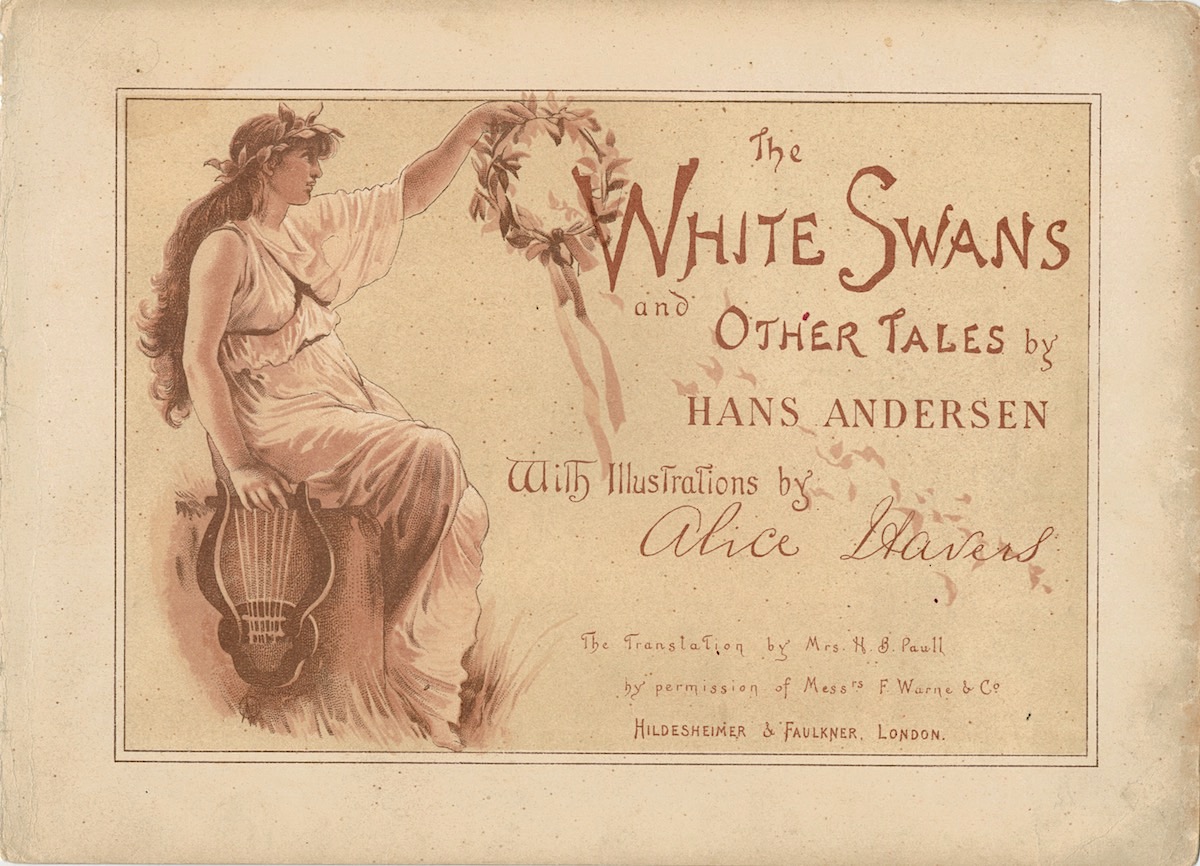 The
WHITE SWANS
and
OTHER TALES by
HANS ANDERSEN
With Illustrations by
Alice Havers
The Translation by Mrs. H. B. Paull
by permission of Messrs F. Warne & Co
HILDESHEIMER & FAULKNER, LONDON.